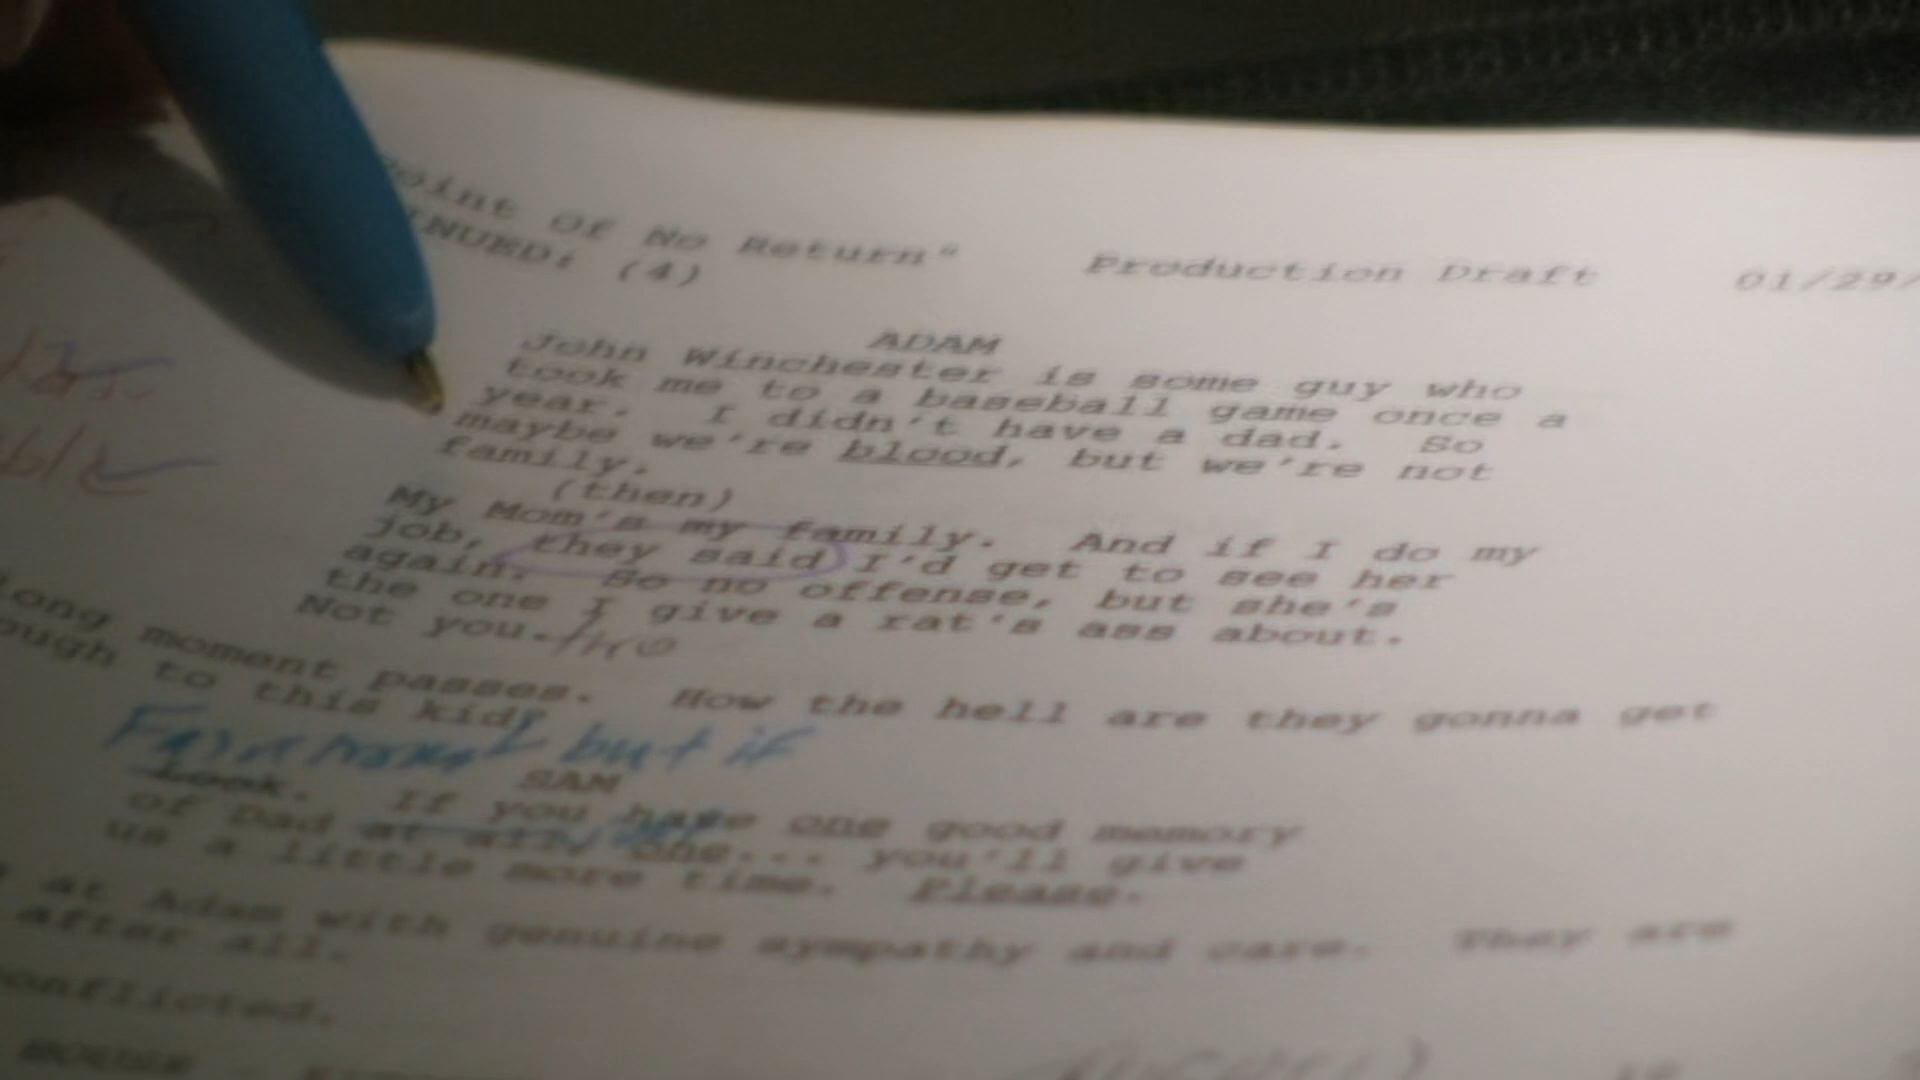 Point Of No Return"    Production Draft    01/29/
NUED: (4)
ADAM
John Winchester is some guy who
took me to a baseball game once a
year. I didn't have a dad. So
maybe we're blood, but we're not
family.
(then)
My Mom's my family. And if I do my
job, they said I'd get to see her
again. So no offense, but she's
the one I give a rat's ass about.
Not you.
long moment passes. How the hell are they gonna get
ough to this kid?
but if
SAM
Look. If you have one good memory
of Dad at all, one... you'll give
us a little more time. Please.
at Adam with genuine sympathy and care. They are
after all.
onflicted.